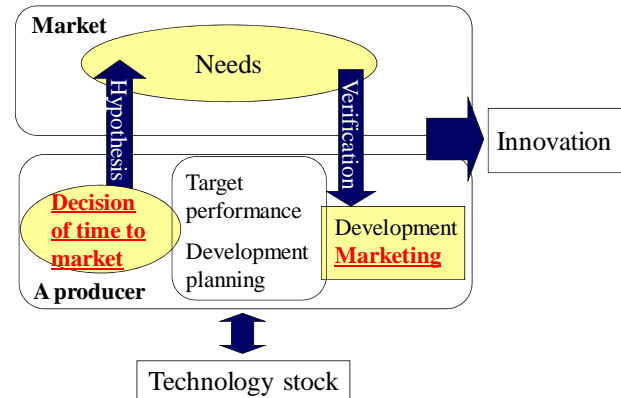 Market
Needs
Hypothesis
Verification
Innovation
Decision
of time to
market
Target
performance
Development
planning
Development
Marketing
A producer
Technology stock